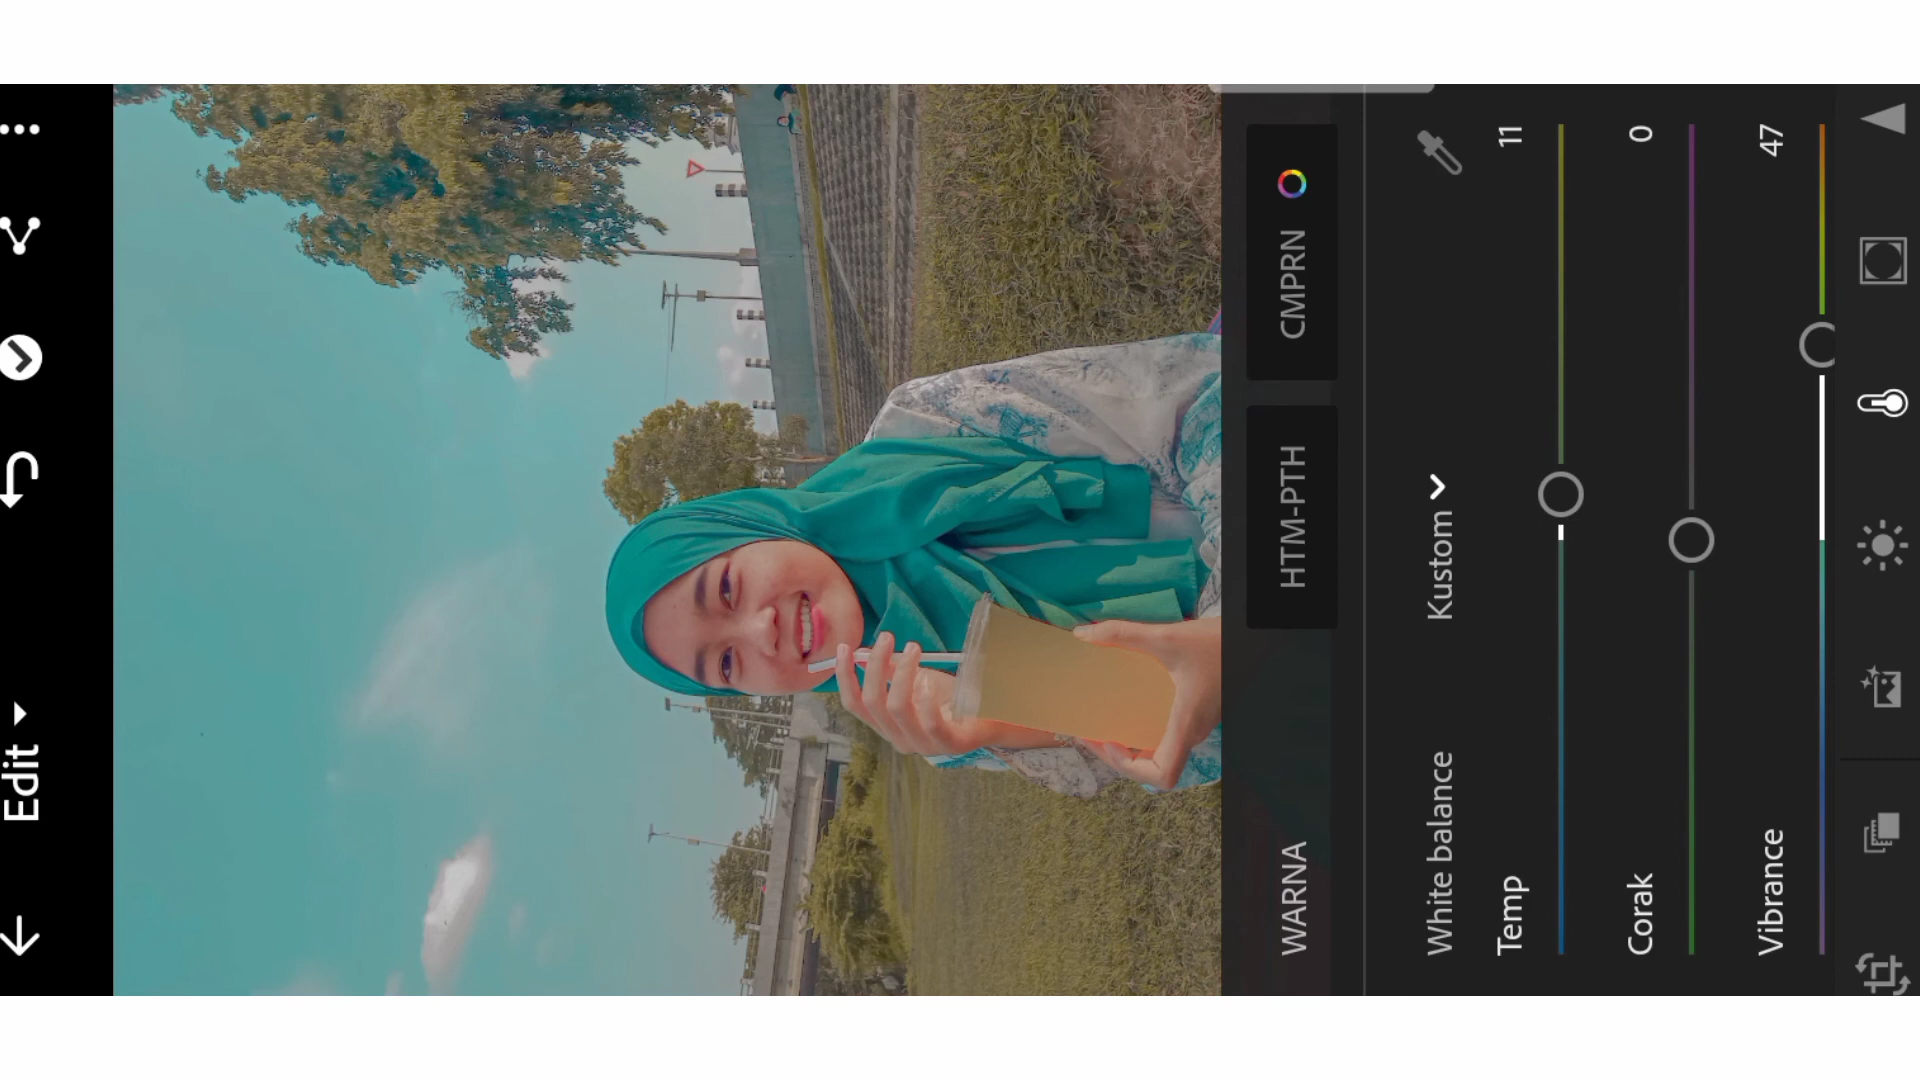 Edit
WARNA
HTM-PTH
CMPRN
White balance
Kustom
Temp
11
Corak
0
Vibrance
47